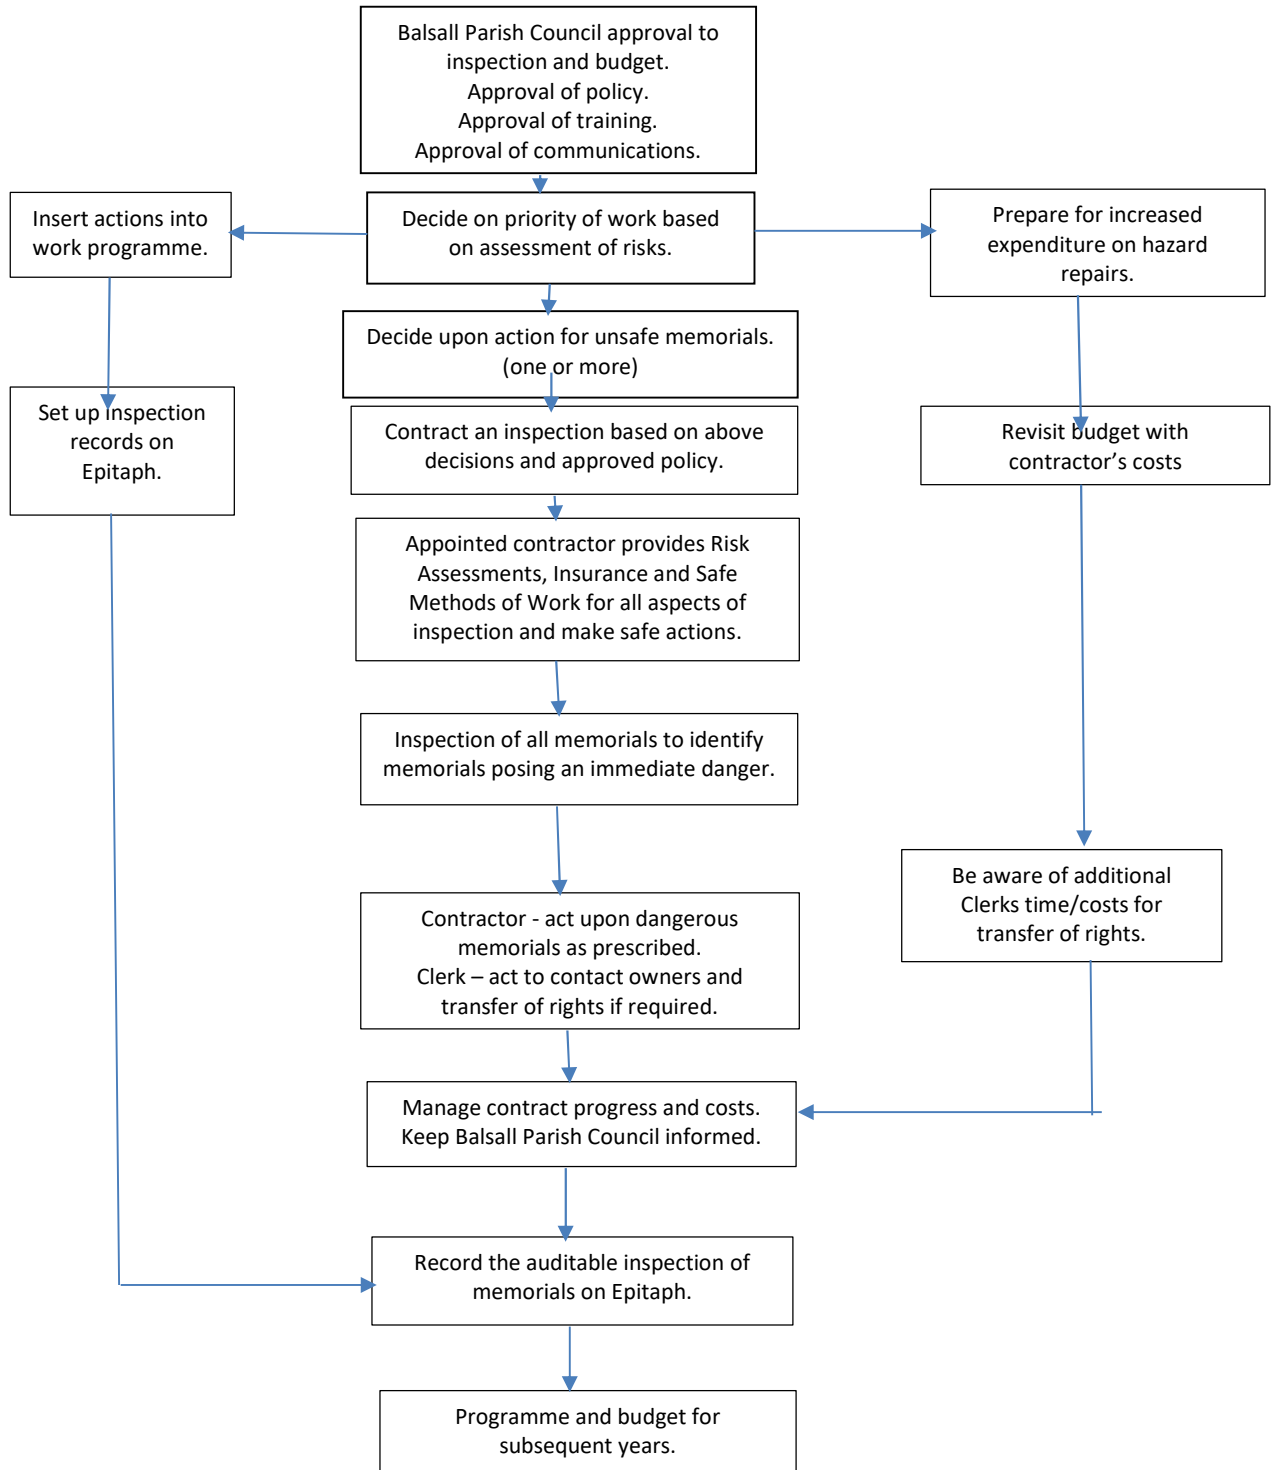 Balsall Parish Council approval to
inspection and budget.
Approval of policy.
Approval of training.
Approval of communications.
Insert actions into
work programme.
Decide on priority of work based
on assessment of risks.
Prepare for increased
expenditure on hazard
repairs.
Decide upon action for unsafe memorials.
(one or more)
Set up inspection
records on
Epitaph.
Contract an inspection based on above
decisions and approved policy.
Revisit budget with
contractor’s costs
Appointed contractor provides Risk
Assessments, Insurance and Safe
Methods of Work for all aspects of
inspection and make safe actions.
Inspection of all memorials to identify
memorials posing an immediate danger.
Be aware of additional
Clerks time/costs for
transfer of rights.
Contractor - act upon dangerous
memorials as prescribed.
Clerk – act to contact owners and
transfer of rights if required.
Manage contract progress and costs.
Keep Balsall Parish Council informed.
Record the auditable inspection of
memorials on Epitaph.
Programme and budget for
subsequent years.